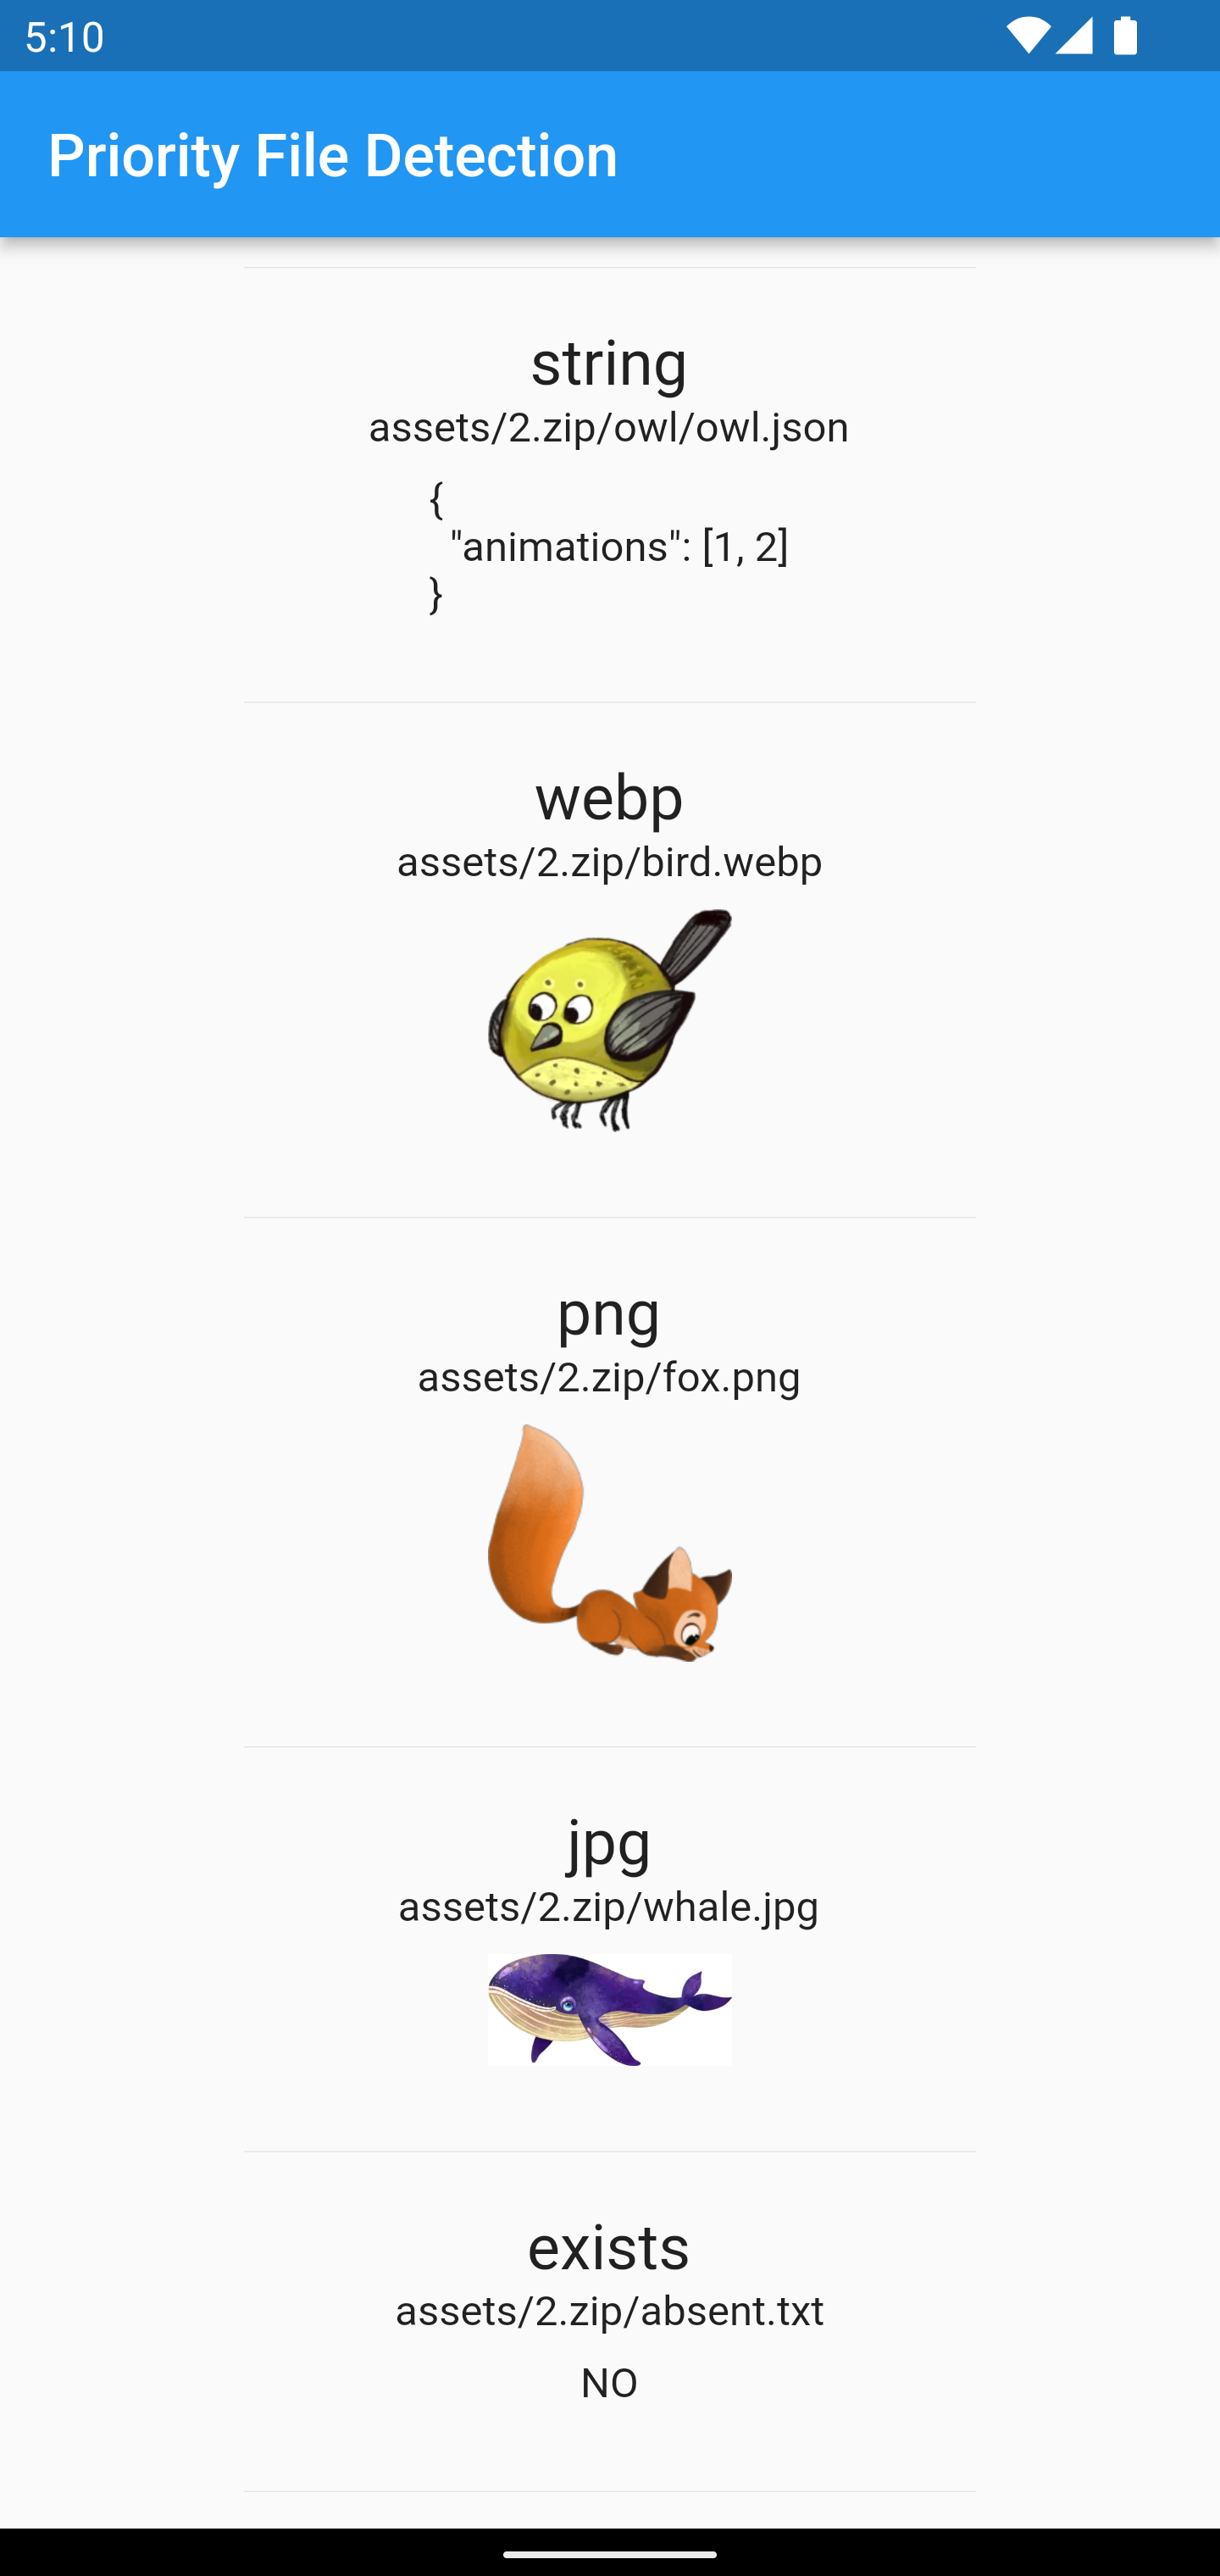 5:10
Priority File Detection
string
assets/2.zip/owl/owl.json
{
"animations": [1, 2]
}
webp
assets/2.zip/bird.webp
png
assets/2.zip/fox.png
jpg
assets/2.zip/whale.jpg
exists
assets/2.zip/absent.txt
NO